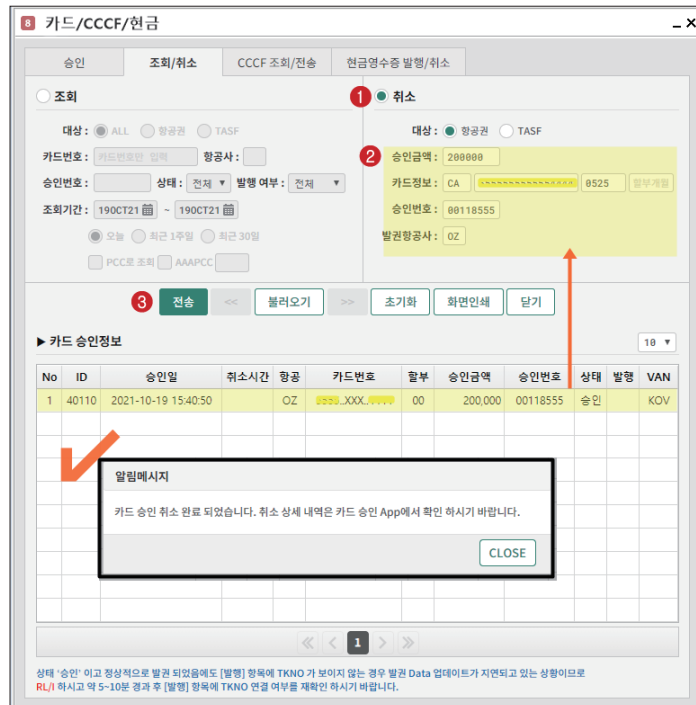 8 카드/CCCF/현금
승인 조회/취소 CCCF 조회/전송 현금영수증 발행/취소
조회
대상 : ALL 항공권 TASF
카드번호 : 카드번호만 입력 항공사 :
승인번호 : 상태 : 전체 ▼ 발행 여부 : 전체 ▼
조회기간 : 19OCT21 ~ 19OCT21
오늘 최근 1주일 최근 30일
PCC로 조회 AAAPCC
1 취소
대상 : 항공권 TASF
2 승인금액 : 200000
카드정보 : CA 0525 할부개월
승인번호 : 00118555
발권항공사 : OZ
3 전송 << 불러오기 >> 초기화 화면인쇄 닫기
▶ 카드 승인정보 10 ▼
No ID 승인일 취소시간 항공 카드번호 할부 승인금액 승인번호 상태 발행 VAN
1 40110 2021-10-19 15:40:50 OZ ..XXX.. 00 200,000 00118555 승인 KOV
알림메시지
카드 승인 취소 완료 되었습니다. 취소 상세 내역은 카드 승인 App에서 확인 하시기 바랍니다.
CLOSE
≪ < 1 > ≫
상태 ‘승인’ 이고 정상적으로 발권 되었음에도 [발행] 항목에 TKNO 가 보이지 않는 경우 발권 Data 업데이트가 지연되고 있는 상황이므로
RL/I 하시고 약 5~10분 경과 후 [발행] 항목에 TKNO 연결 여부를 재확인 하시기 바랍니다.